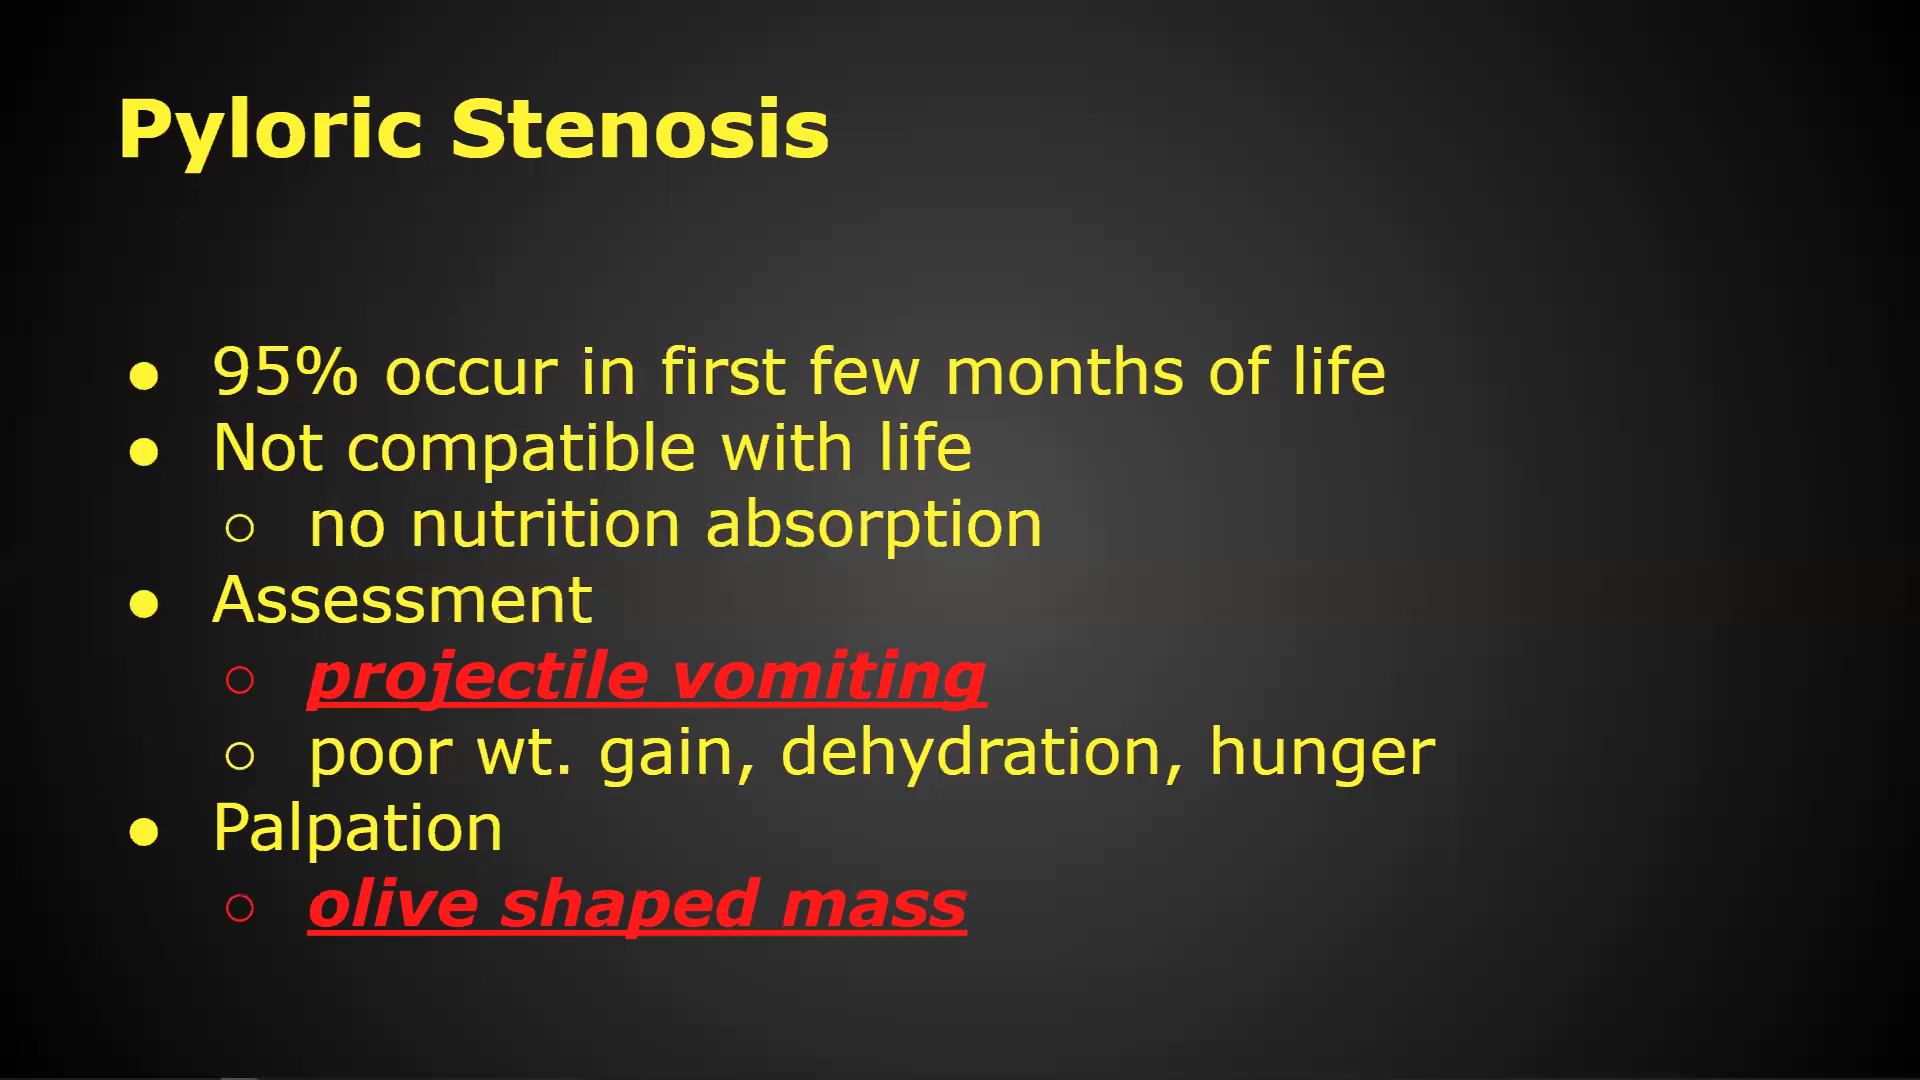 Pyloric Stenosis
● 95% occur in first few months of life
● Not compatible with life
○ no nutrition absorption
● Assessment
○ projectile vomiting
○ poor wt. gain, dehydration, hunger
● Palpation
○ olive shaped mass